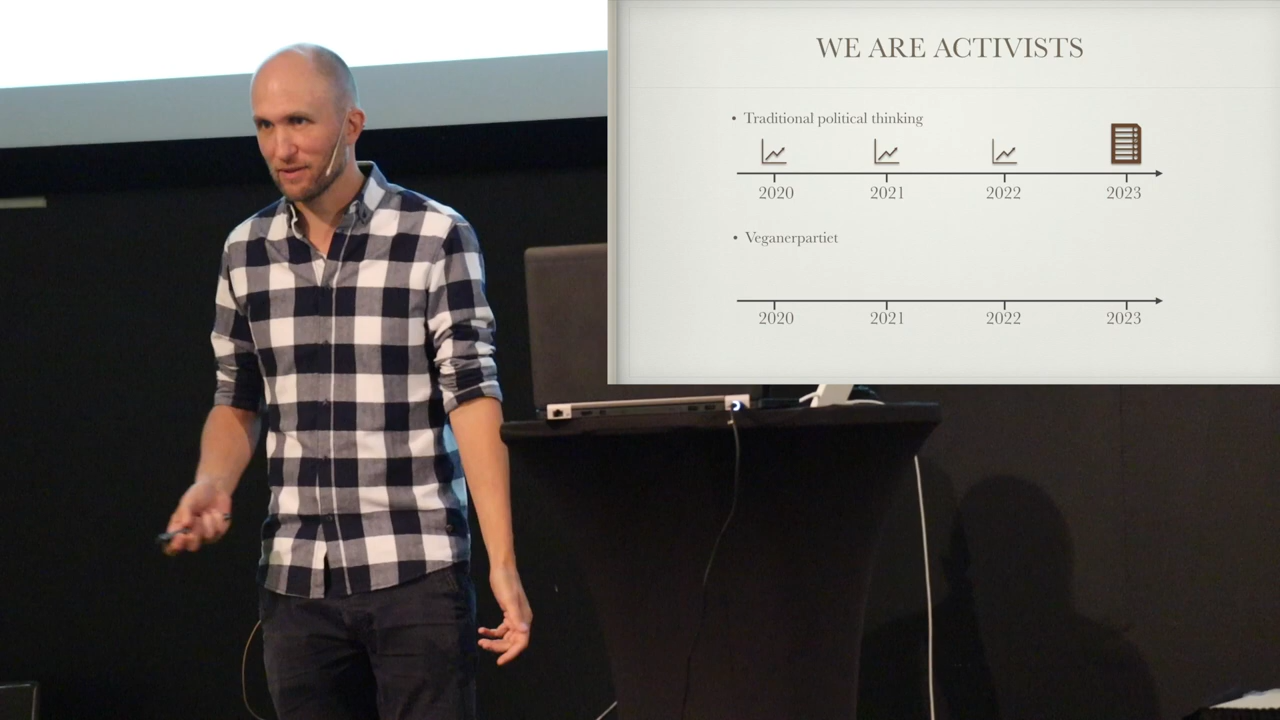 WE ARE ACTIVISTS
• Traditional political thinking
2020 2021 2022 2023
• Veganerpartiet
2020 2021 2022 2023